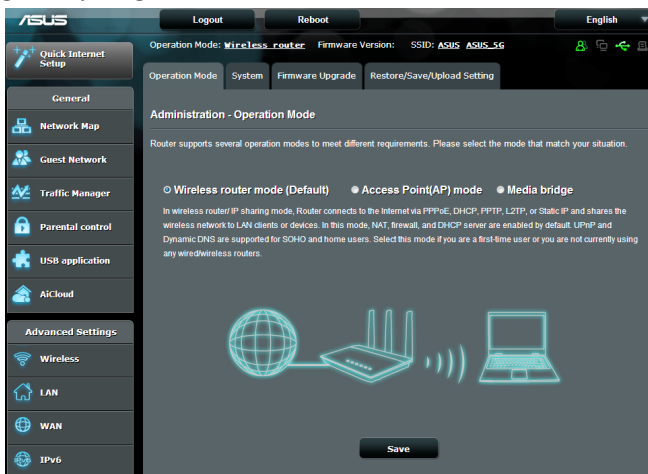 ASUS
Logout
Reboot
English
Quick Internet
Setup
Operation Mode: Wireless router Firmware Version: SSID: ASUS ASUS_5G
Operation Mode
System
Firmware Upgrade
Restore/Save/Upload Setting
General
Network Map
Guest Network
Traffic Manager
Parental control
USB application
AiCloud
Advanced Settings
Wireless
LAN
WAN
IPv6
Administration - Operation Mode
Router supports several operation modes to meet different requirements. Please select the mode that match your situation.
Wireless router mode (Default)
Access Point(AP) mode
Media bridge
In wireless router/ IP sharing mode, Router connects to the Internet via PPPoE, DHCP, PPTP, L2TP, or Static IP and shares the
wireless network to LAN clients or devices. In this mode, NAT, firewall, and DHCP server are enabled by default. UPnP and
Dynamic DNS are supported for SOHO and home users. Select this mode if you are a first-time user or you are not currently using
any wired/wireless routers.
Save